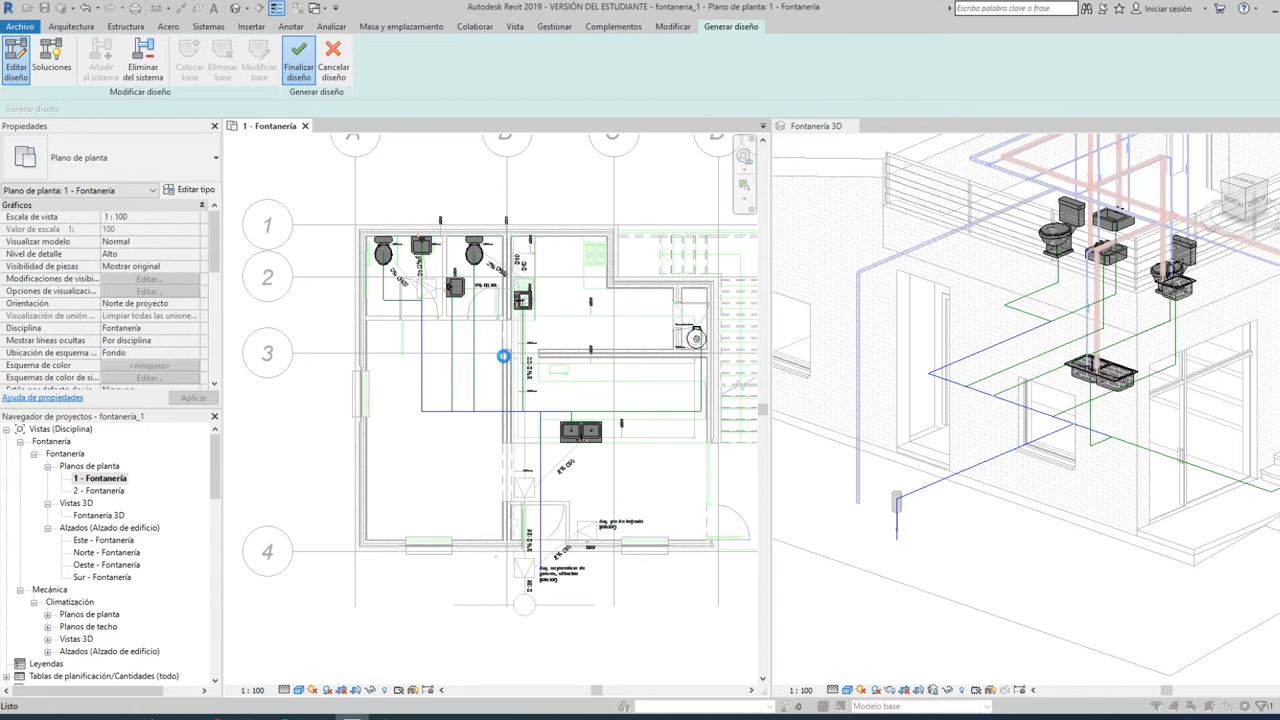 Autodesk Revit 2019 - VERSIÓN DEL ESTUDIANTE - fontaneria_1 - Plano de planta: 1 - Fontanería
Escriba palabra clave o frase
Iniciar sesión
Archivo Arquitectura Estructura Acero Sistemas Insertar Anotar Analizar Masa y emplazamiento Colaborar Vista Gestionar Complementos Modificar Generar diseño
Editar diseño
Soluciones
Añadir al sistema
Eliminar del sistema
Colocar base
Eliminar base
Modificar base
Finalizar diseño
Cancelar diseño
Modificar diseño
Generar diseño
Generar diseño
Propiedades
1 - Fontanería
Fontanería 3D
Plano de planta
Plano de planta: 1 - Fontanería
Editar tipo
Gráficos
Escala de vista 1 : 100
Valor de escala 1: 100
Visualizar modelo Normal
Nivel de detalle Alto
Visibilidad de piezas Mostrar original
Modificaciones de visibi... Editar...
Opciones de visualizaci... Editar...
Orientación Norte de proyecto
Visualización de unión ... Limpiar todas las unione...
Disciplina Fontanería
Mostrar líneas ocultas Por disciplina
Ubicación de esquema ... Fondo
Esquema de color <ninguno>
Esquemas de color de si... Editar...
Ayuda de propiedades
Aplicar
Navegador de proyectos - fontaneria_1
Vistas (Disciplina)
Fontanería
Fontanería
Planos de planta
1 - Fontanería
2 - Fontanería
Vistas 3D
Fontanería 3D
Alzados (Alzado de edificio)
Este - Fontanería
Norte - Fontanería
Oeste - Fontanería
Sur - Fontanería
Mecánica
Climatización
Planos de planta
Planos de techo
Vistas 3D
Alzados (Alzado de edificio)
Leyendas
Tablas de planificación/Cantidades (todo)
A B C D
1
2
3
4
1 : 100
1 : 100
Listo
:0
Modelo base
:1